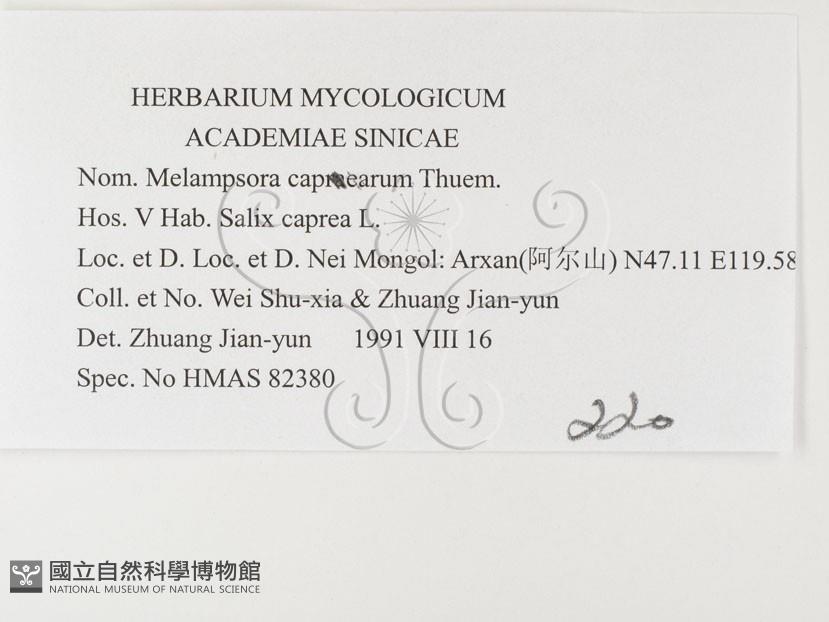 HERBARIUM MYCOLOGICUM
ACADEMIAE SINICAE
Nom. Melampsora capraearum Thuem.
Hos. V Hab. Salix caprea L.
Loc. et D. Loc. et D. Nei Mongol: Arxan(阿尔山) N47.11 E119.58
Coll. et No. Wei Shu-xia & Zhuang Jian-yun
Det. Zhuang Jian-yun 1991 VIII 16
Spec. No HMAS 82380
220
國立自然科學博物館
NATIONAL MUSEUM OF NATURAL SCIENCE